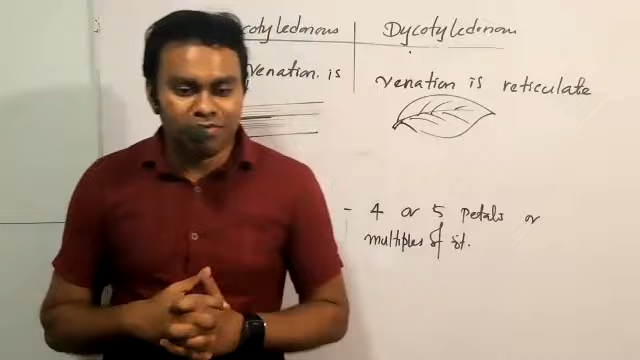 cotyledonous
Dycotyledonous
venation. is
venation is reticulate
- 4 or 5 petals or
multiples of it.